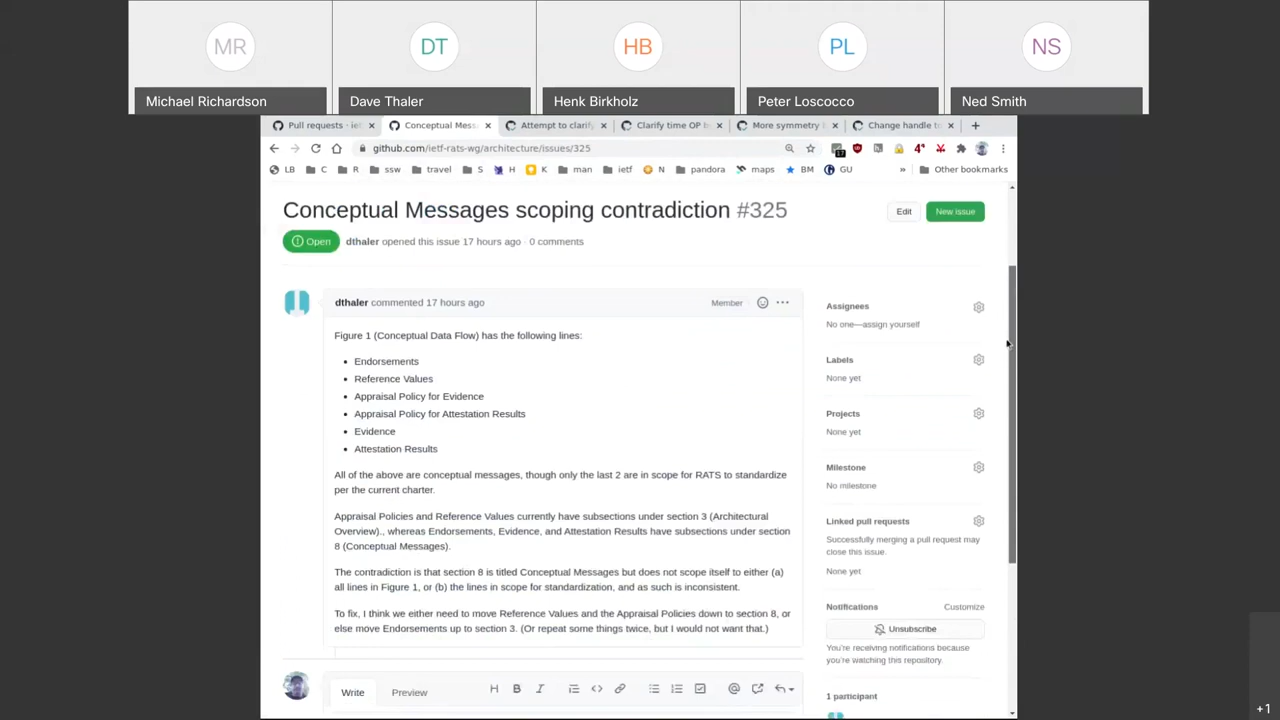 MR
DT
HB
PL
NS
Michael Richardson
Dave Thaler
Henk Birkholz
Peter Loscocco
Ned Smith
Pull requests · iet
Conceptual Mess
Attempt to clarify
Clarify time OP b
More symmetry
Change handle t
github.com/ietf-rats-wg/architecture/issues/325
17
LB
C
R
ssw
travel
S
H
K
man
ietf
N
pandora
maps
BM
GU
»
Other bookmarks
Conceptual Messages scoping contradiction #325
Edit
New issue
Open
dthaler opened this issue 17 hours ago · 0 comments
dthaler commented 17 hours ago
Member
Figure 1 (Conceptual Data Flow) has the following lines:
• Endorsements
• Reference Values
• Appraisal Policy for Evidence
• Appraisal Policy for Attestation Results
• Evidence
• Attestation Results
All of the above are conceptual messages, though only the last 2 are in scope for RATS to standardize
per the current charter.
Appraisal Policies and Reference Values currently have subsections under section 3 (Architectural
Overview)., whereas Endorsements, Evidence, and Attestation Results have subsections under section
8 (Conceptual Messages).
The contradiction is that section 8 is titled Conceptual Messages but does not scope itself to either (a)
all lines in Figure 1, or (b) the lines in scope for standardization, and as such is inconsistent.
To fix, I think we either need to move Reference Values and the Appraisal Policies down to section 8, or
else move Endorsements up to section 3. (Or repeat some things twice, but I would not want that.)
Write
Preview
Assignees
No one—assign yourself
Labels
None yet
Projects
None yet
Milestone
No milestone
Linked pull requests
Successfully merging a pull request may
close this issue.
None yet
Notifications
Customize
Unsubscribe
You're receiving notifications because
you're watching this repository.
1 participant
+1